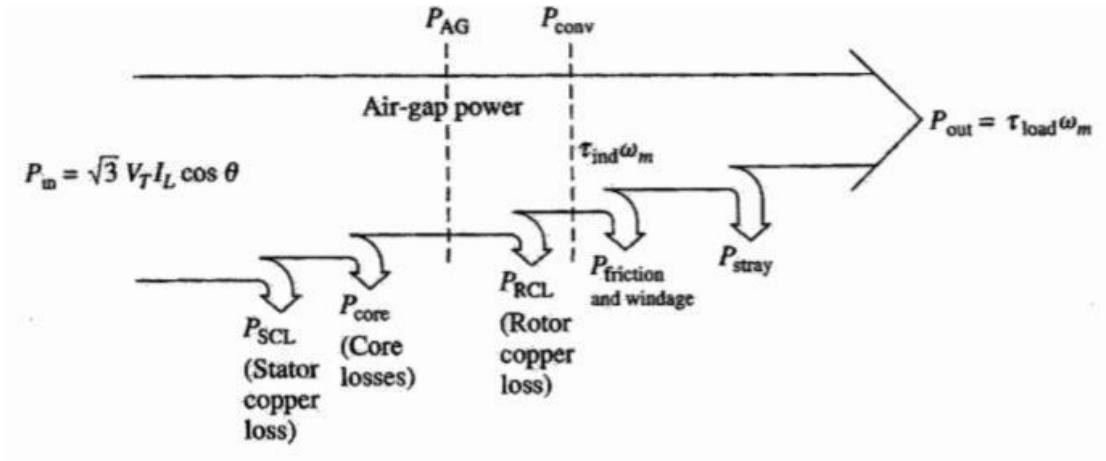 P_AG
P_conv
Air-gap power
P_out = τ_load ω_m
τ_ind ω_m
P_in = √3 V_T I_L cos θ
P_SCL
(Stator
copper
loss)
P_core
(Core
losses)
P_RCL
(Rotor
copper
loss)
P_friction
and windage
P_stray